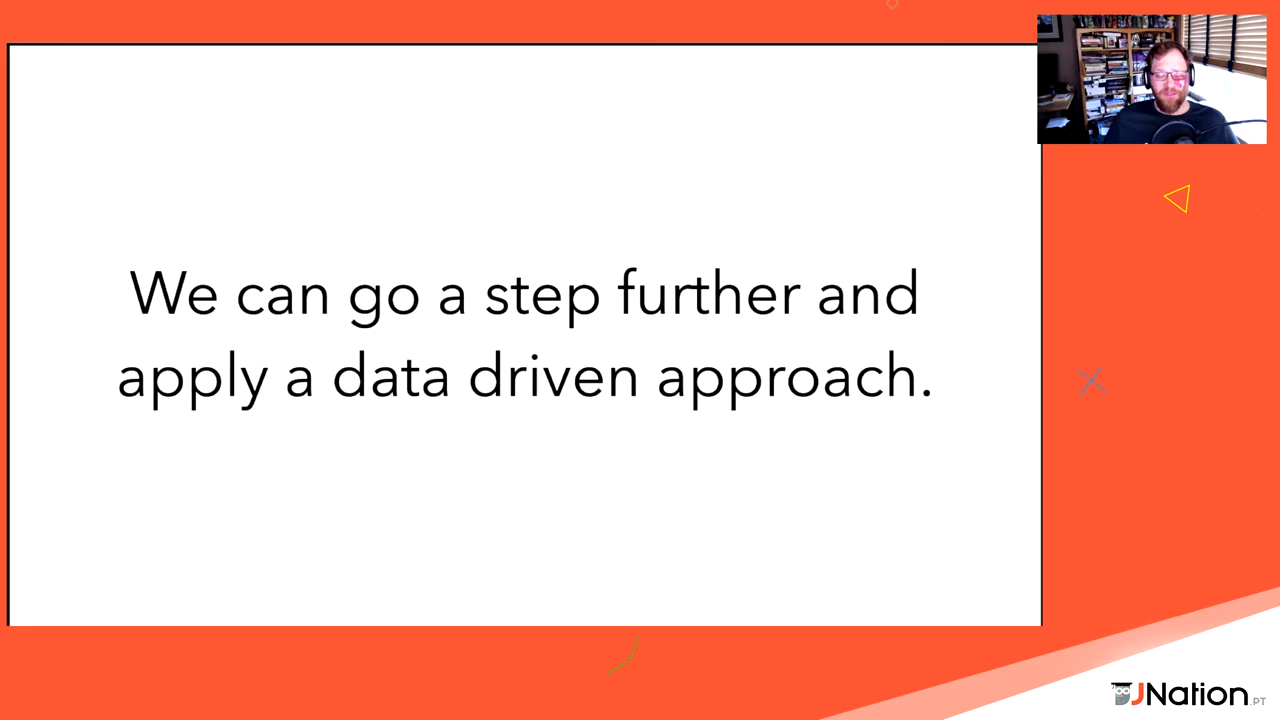 We can go a step further and
apply a data driven approach.
JNation.PT